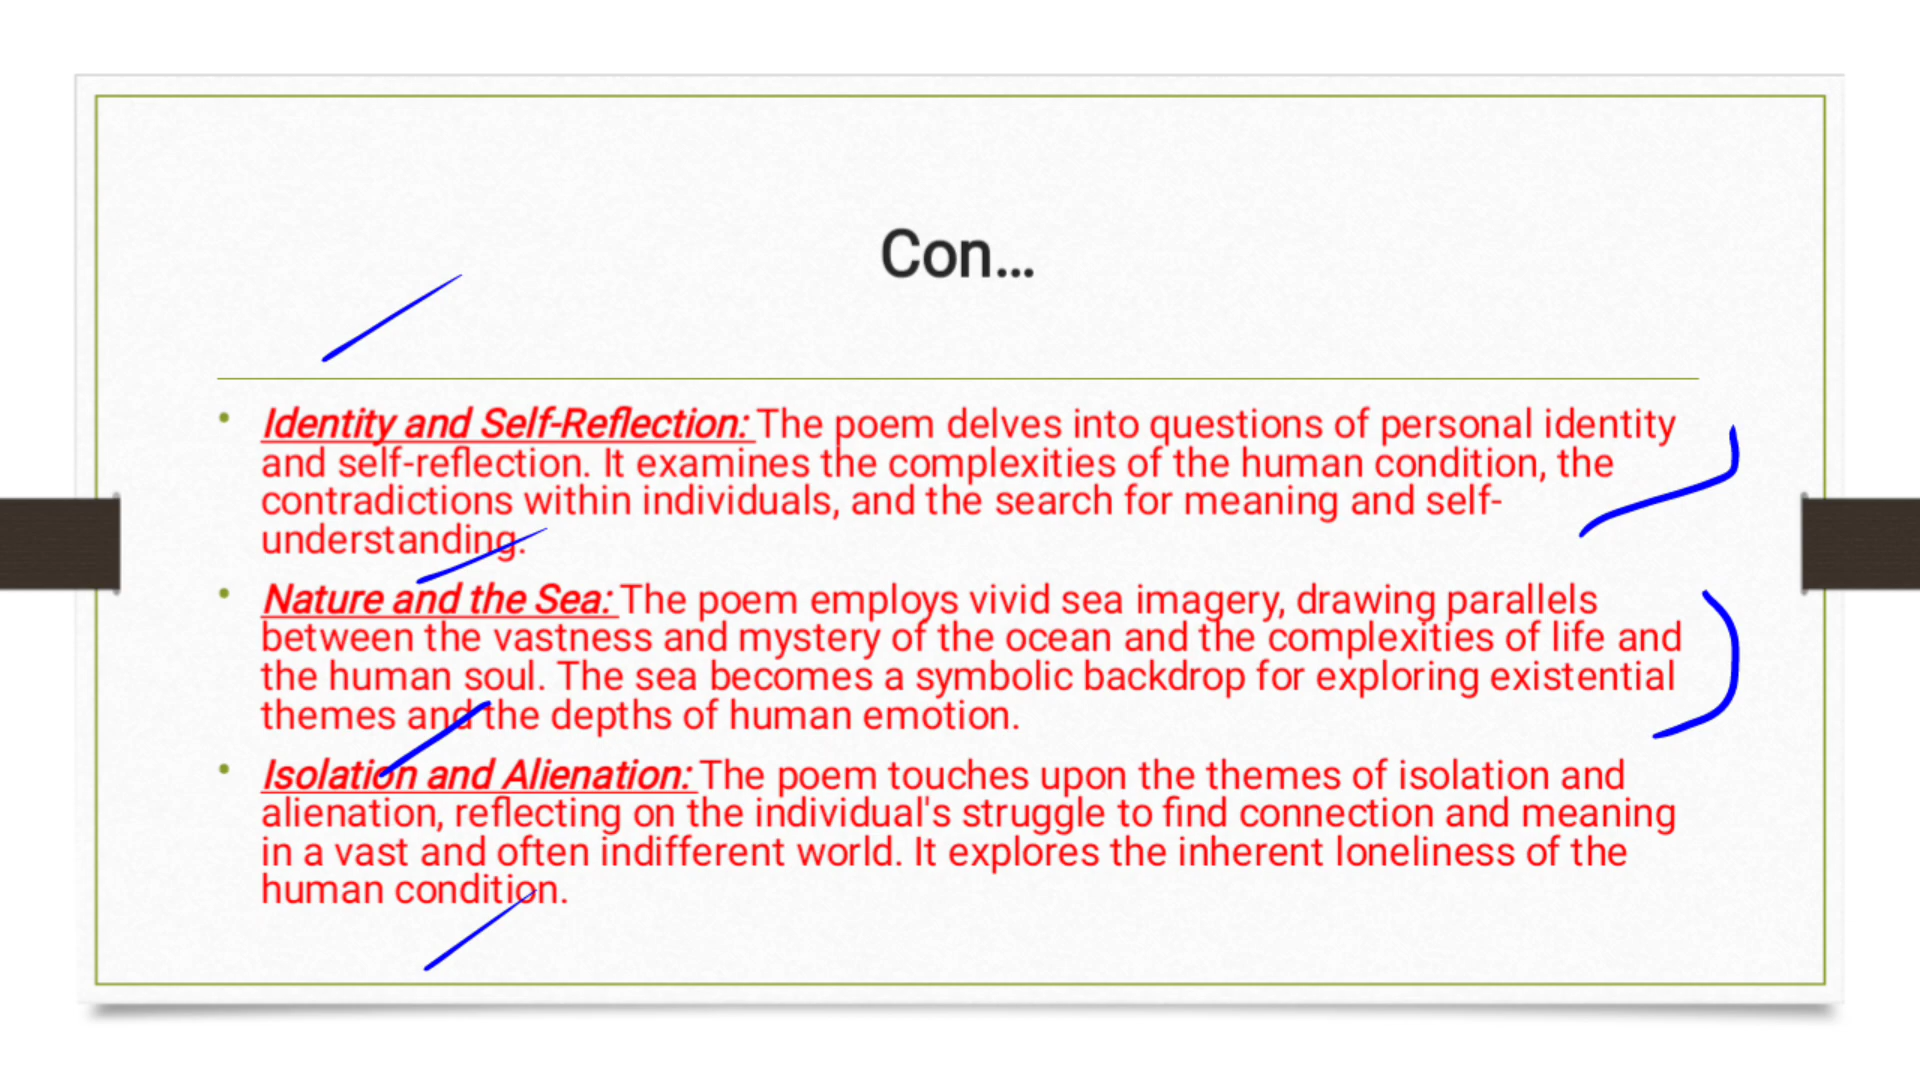 Con...
• Identity and Self-Reflection: The poem delves into questions of personal identity
and self-reflection. It examines the complexities of the human condition, the
contradictions within individuals, and the search for meaning and self-
understanding.
• Nature and the Sea: The poem employs vivid sea imagery, drawing parallels
between the vastness and mystery of the ocean and the complexities of life and
the human soul. The sea becomes a symbolic backdrop for exploring existential
themes and the depths of human emotion.
• Isolation and Alienation: The poem touches upon the themes of isolation and
alienation, reflecting on the individual's struggle to find connection and meaning
in a vast and often indifferent world. It explores the inherent loneliness of the
human condition.